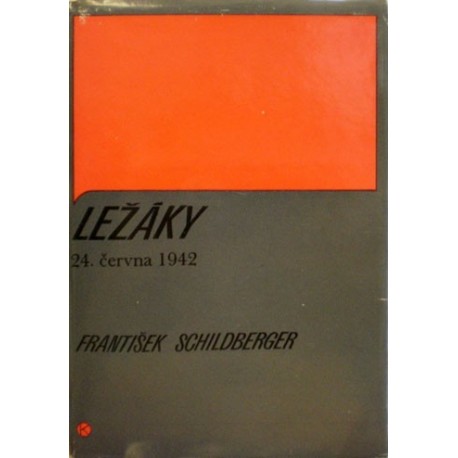 LEŽÁKY
24. června 1942
FRANTIŠEK SCHILDBERGER
K